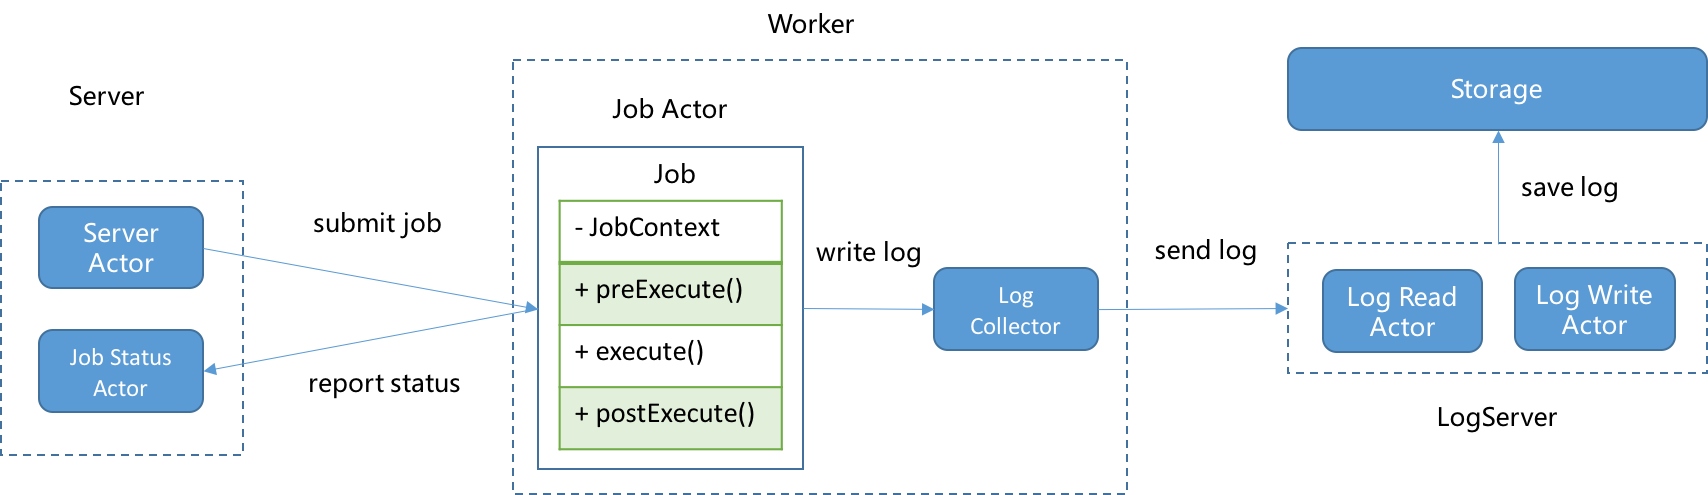 Worker
Server
Server
Actor
Job Status
Actor
submit job
report status
Job Actor
Job
- JobContext
+ preExecute()
+ execute()
+ postExecute()
write log
Log
Collector
send log
Storage
save log
Log Read
Actor
Log Write
Actor
LogServer